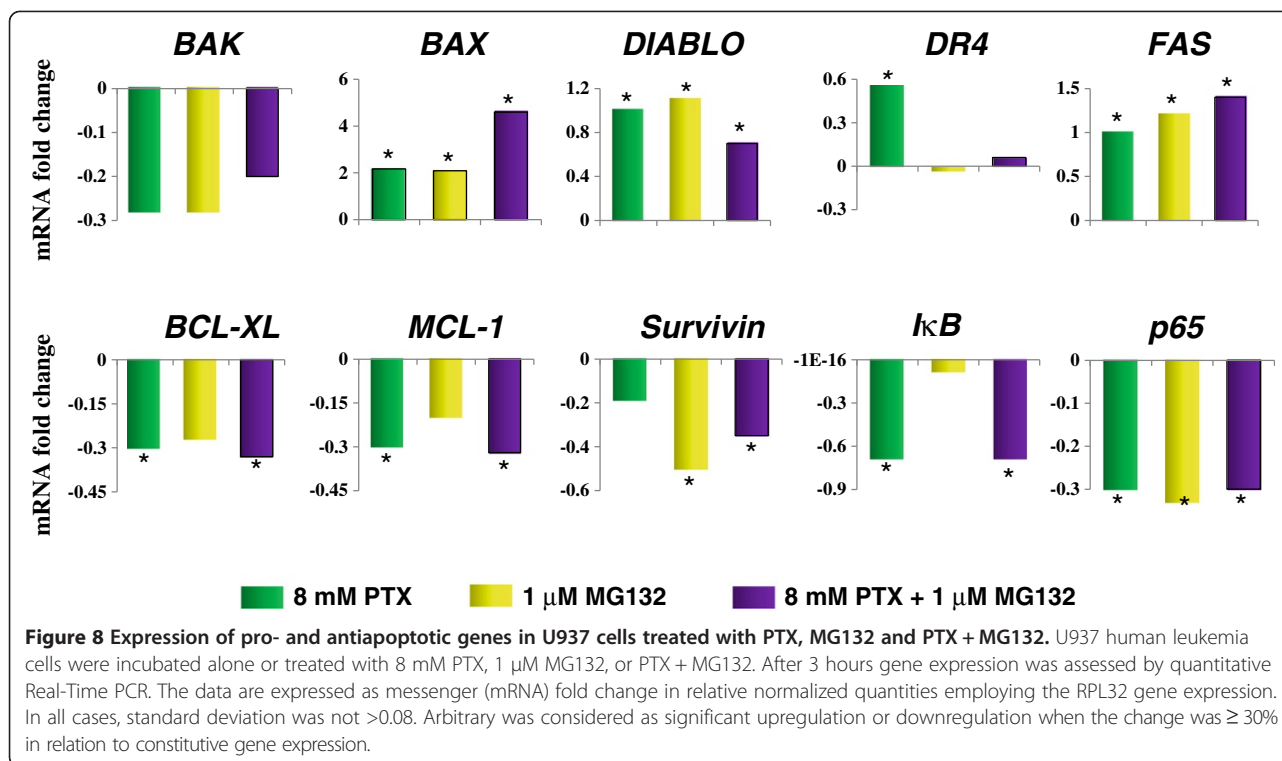 BAK BAX DIABLO DR4 FAS
mRNA fold change
0 -0.1 -0.2 -0.3
6 4 2 0 * * *
1.2 0.9 0.6 0.3 0 * * *
0.6 0.3 0 -0.3 *
1.5 1 0.5 0 * * *
BCL-XL MCL-1 Survivin IκB p65
mRNA fold change
0 -0.15 -0.3 -0.45 * *
0 -0.15 -0.3 -0.45 * *
0 -0.2 -0.4 -0.6 * *
-1E-16 -0.3 -0.6 -0.9 * *
0 -0.1 -0.2 -0.3 * * *
8 mM PTX 1 μM MG132 8 mM PTX + 1 μM MG132
Figure 8 Expression of pro- and antiapoptotic genes in U937 cells treated with PTX, MG132 and PTX + MG132. U937 human leukemia
cells were incubated alone or treated with 8 mM PTX, 1 μM MG132, or PTX + MG132. After 3 hours gene expression was assessed by quantitative
Real-Time PCR. The data are expressed as messenger (mRNA) fold change in relative normalized quantities employing the RPL32 gene expression.
In all cases, standard deviation was not >0.08. Arbitrary was considered as significant upregulation or downregulation when the change was ≥ 30%
in relation to constitutive gene expression.